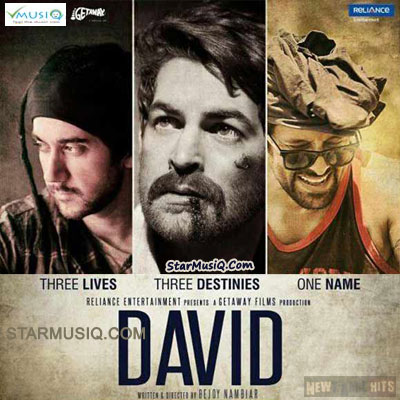 VMUSIQ
GETAWAY
RELIANCE
Entertainment
StarMusiQ.Com
THREE LIVES THREE DESTINIES ONE NAME
RELIANCE ENTERTAINMENT PRESENTS A GETAWAY FILMS PRODUCTION
STARMUSIQ.COM
DAVID
WRITTEN & DIRECTED BY BEJOY NAMBIAR
NEW HITS